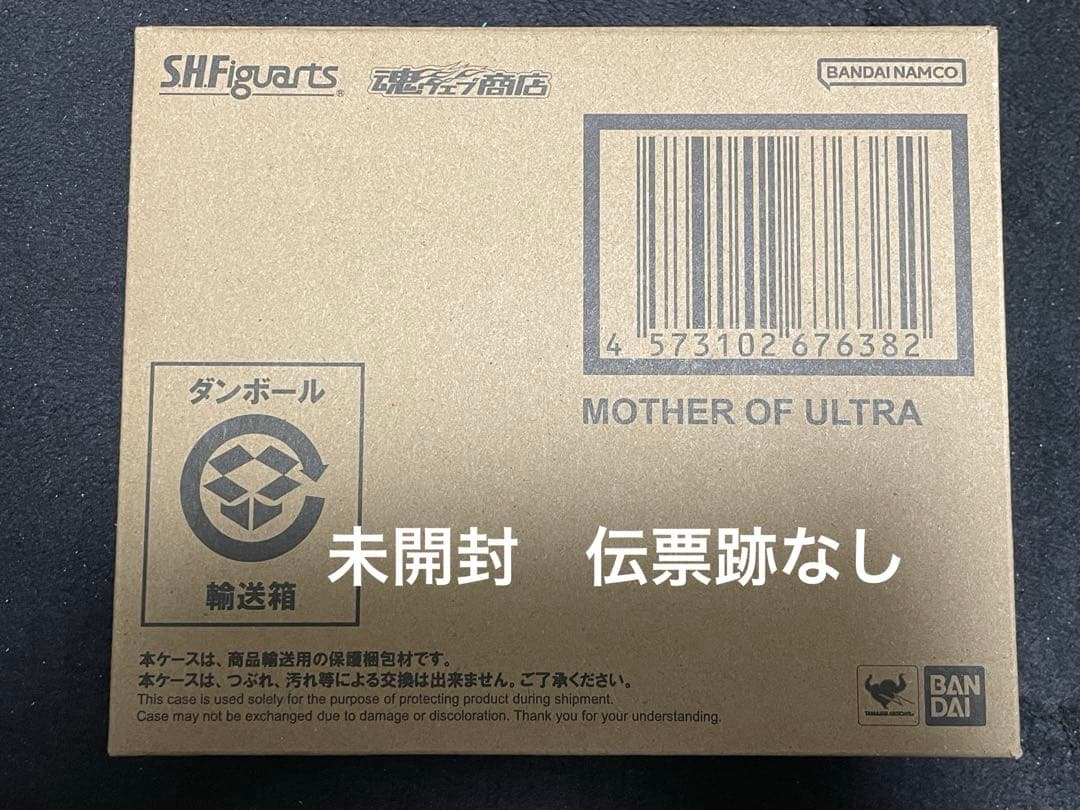 S.H.Figuarts®
魂ウェブ商店
BANDAI NAMCO
4 573102 676382
MOTHER OF ULTRA
ダンボール
輸送箱
未開封 伝票跡なし
本ケースは、商品輸送用の保護梱包材です。
本ケースは、つぶれ、汚れ等による交換は出来ません。ご了承ください。
This case is used solely for the purpose of protecting product during shipment.
Case may not be exchanged due to damage or discoloration. Thank you for your understanding.
TAMASHII NATIONS
BAN
DAI